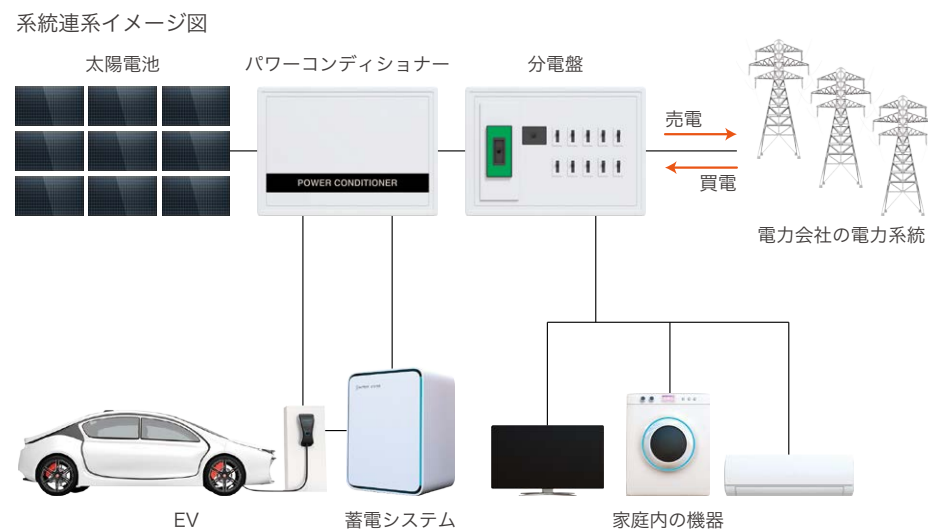 系統連系イメージ図
太陽電池
パワーコンディショナー
分電盤
POWER CONDITIONER
売電
買電
電力会社の電力系統
EV
蓄電システム
家庭内の機器